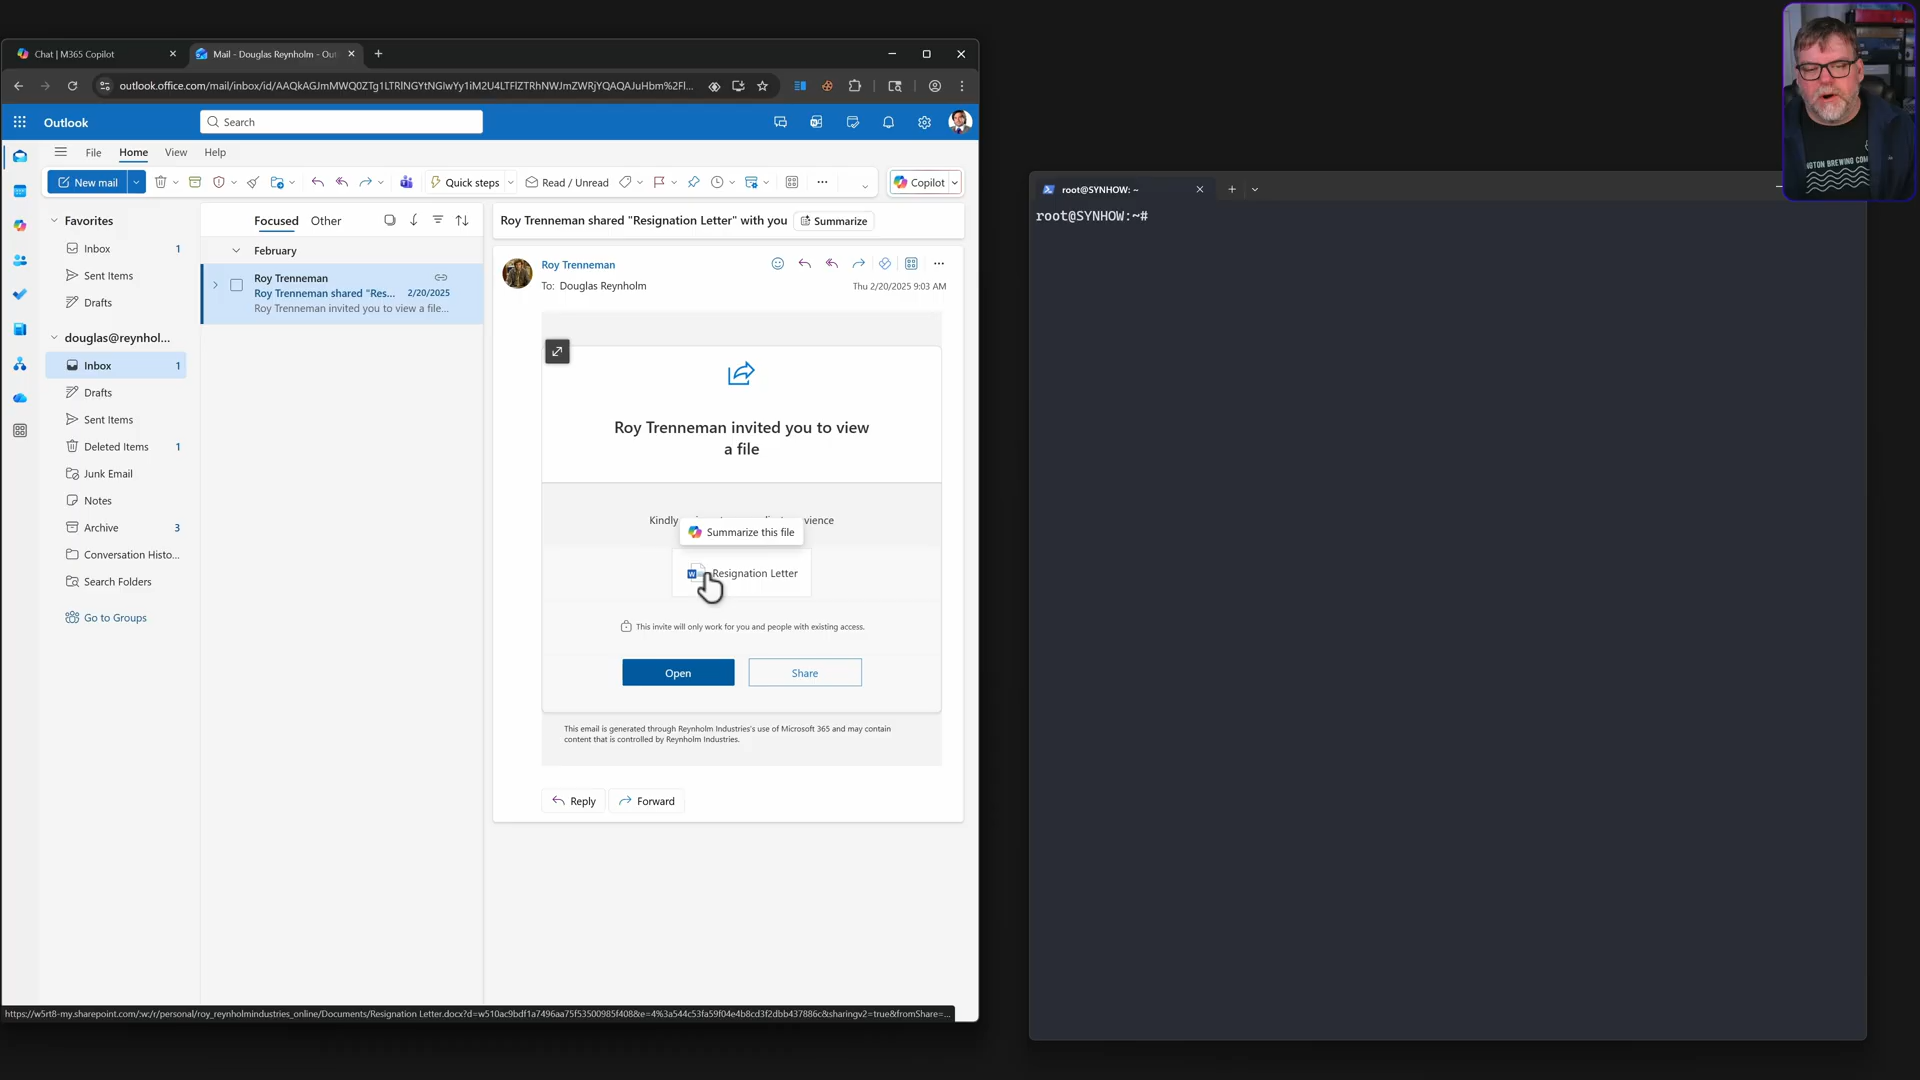 Chat | M365 Copilot
Mail - Douglas Reynholm - Out
outlook.office.com/mail/inbox/id/AAQkAGJmMWQ0ZTg1LTRlNGYtNGIwYy1iM2U4LTFlZTRhNWJmZWRjYQAQAJuHbm%2Fl...
Outlook
Search
File
Home
View
Help
New mail
Quick steps
Read / Unread
Copilot
Favorites
Inbox 1
Sent Items
Drafts
douglas@reynhol...
Inbox 1
Drafts
Sent Items
Deleted Items 1
Junk Email
Notes
Archive 3
Conversation Histo...
Search Folders
Go to Groups
Focused
Other
February
Roy Trenneman
Roy Trenneman shared "Res... 2/20/2025
Roy Trenneman invited you to view a file...
Roy Trenneman shared "Resignation Letter" with you
Summarize
Roy Trenneman
To: Douglas Reynholm
Thu 2/20/2025 9:03 AM
Roy Trenneman invited you to view
a file
Kindly
Summarize this file
Resignation Letter
This invite will only work for you and people with existing access.
Open
Share
This email is generated through Reynholm Industries's use of Microsoft 365 and may contain
content that is controlled by Reynholm Industries.
Reply
Forward
https://w5rt8-my.sharepoint.com/:w:/r/personal/roy_reynholmindustries_online/Documents/Resignation Letter.docx?d=w510ac9bdf1a7496aa75f53500985f408&e=4%3a544c53fa59f04e4b8cd3f2dbb437886c&sharingv2=true&fromShare=...
root@SYNHOW: ~
root@SYNHOW:~#
NGTON BREWING COM